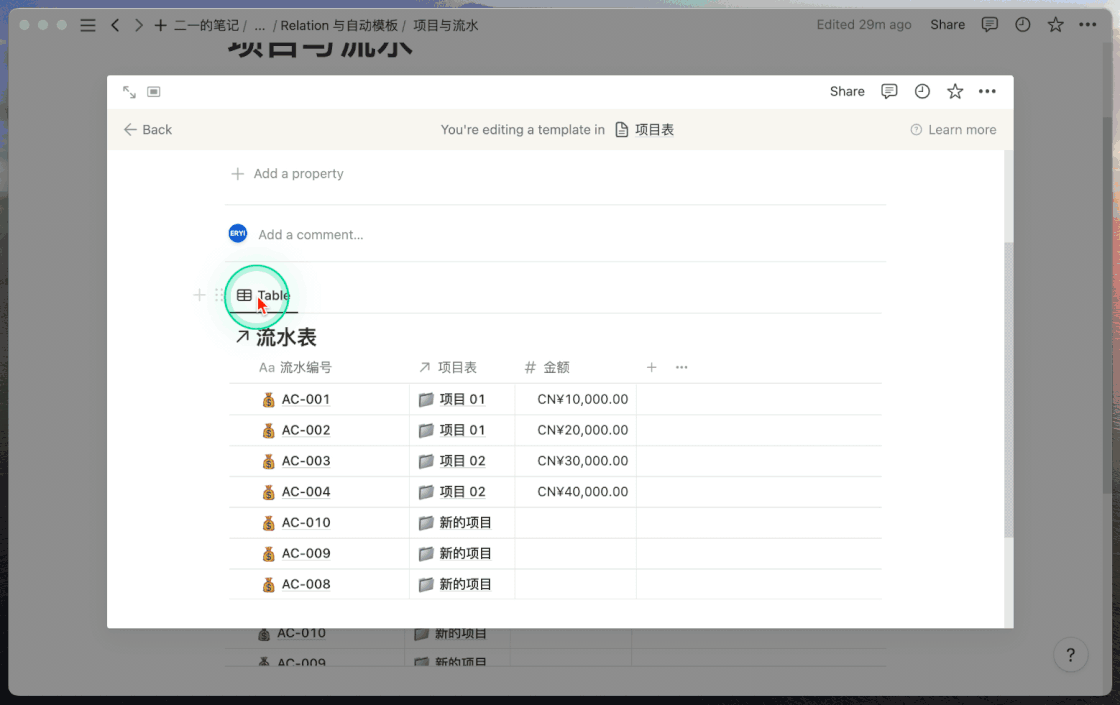 二一的笔记 / ... / Relation 与自动模板 / 项目与流水
Edited 29m ago Share
项目与流水
Share
Back
You're editing a template in 项目表
Learn more
Add a property
ERYI
Add a comment...
Table
流水表
Aa 流水编号 项目表 # 金额
AC-001 项目 01 CN¥10,000.00
AC-002 项目 01 CN¥20,000.00
AC-003 项目 02 CN¥30,000.00
AC-004 项目 02 CN¥40,000.00
AC-010 新的项目
AC-009 新的项目
AC-008 新的项目
AC-010 新的项目
AC-009 新的项目
?